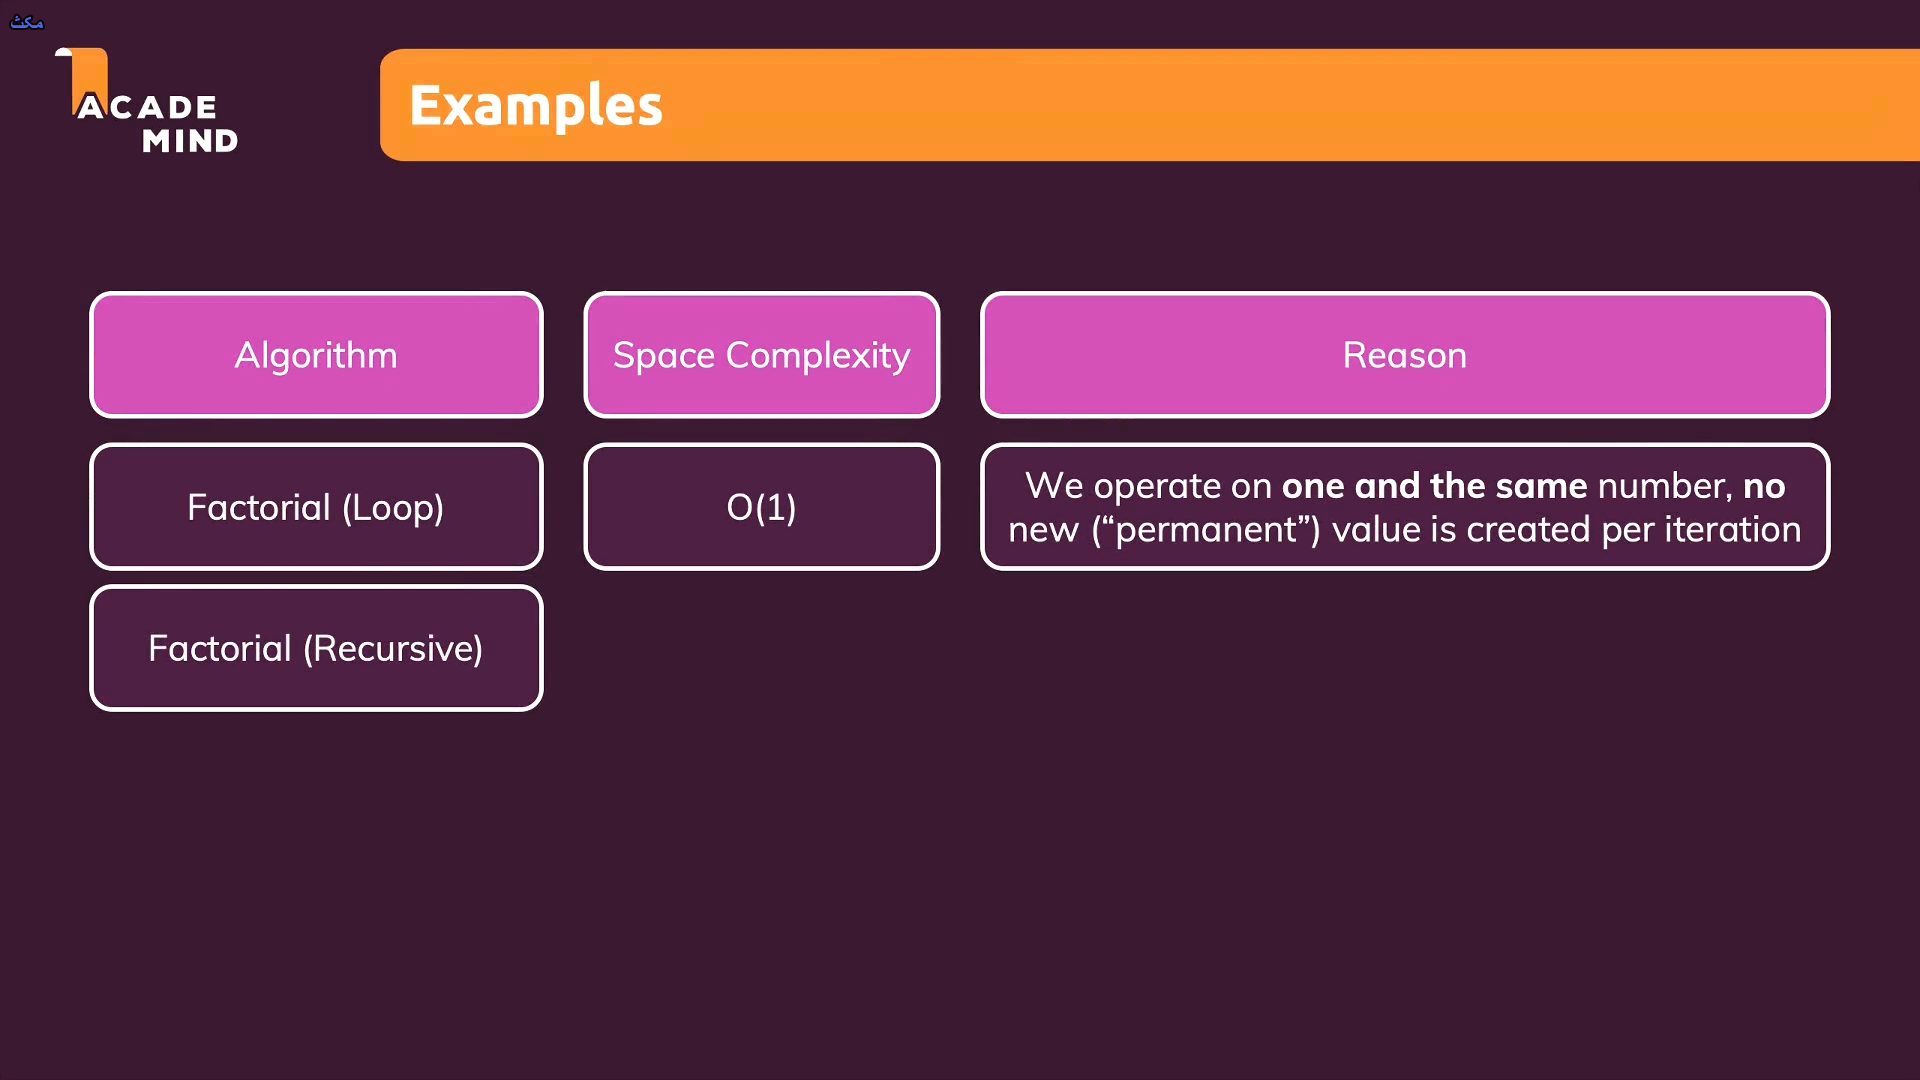 مكث
ACADE
MIND
Examples
Algorithm
Space Complexity
Reason
Factorial (Loop)
O(1)
We operate on one and the same number, no
new (“permanent”) value is created per iteration
Factorial (Recursive)